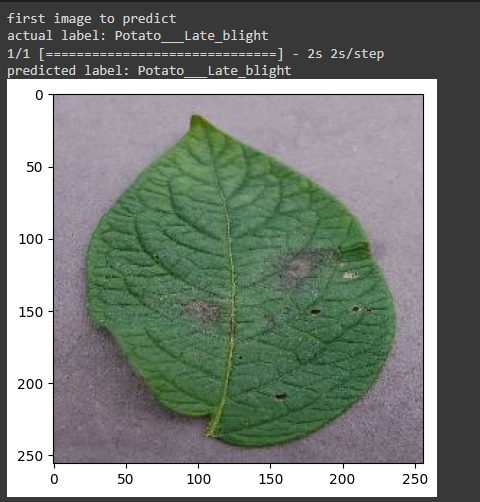 first image to predict
actual label: Potato___Late_blight
1/1 [==============================] - 2s 2s/step
predicted label: Potato___Late_blight
0
50
100
150
200
250
0 50 100 150 200 250